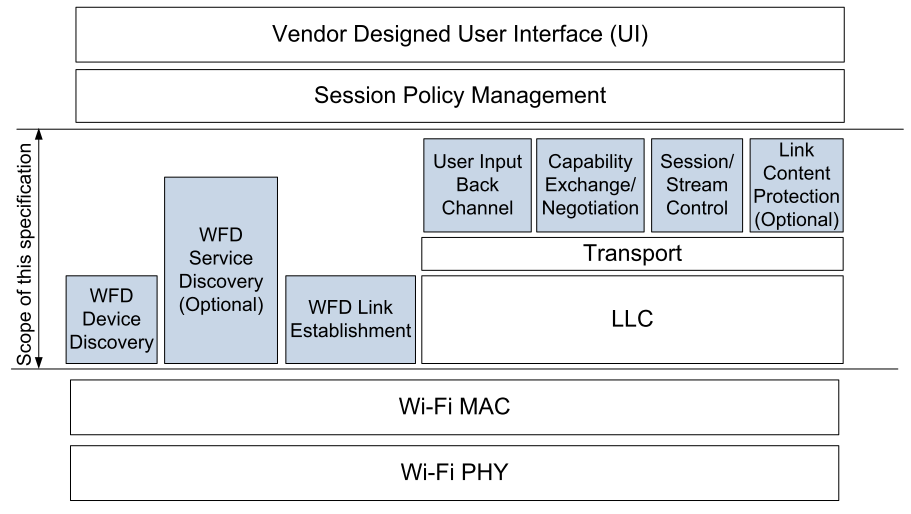 Vendor Designed User Interface (UI)
Session Policy Management
Scope of this specification
User Input
Back
Channel
Capability
Exchange/
Negotiation
Session/
Stream
Control
Link
Content
Protection
(Optional)
WFD
Service
Discovery
(Optional)
Transport
WFD
Device
Discovery
WFD Link
Establishment
LLC
Wi-Fi MAC
Wi-Fi PHY